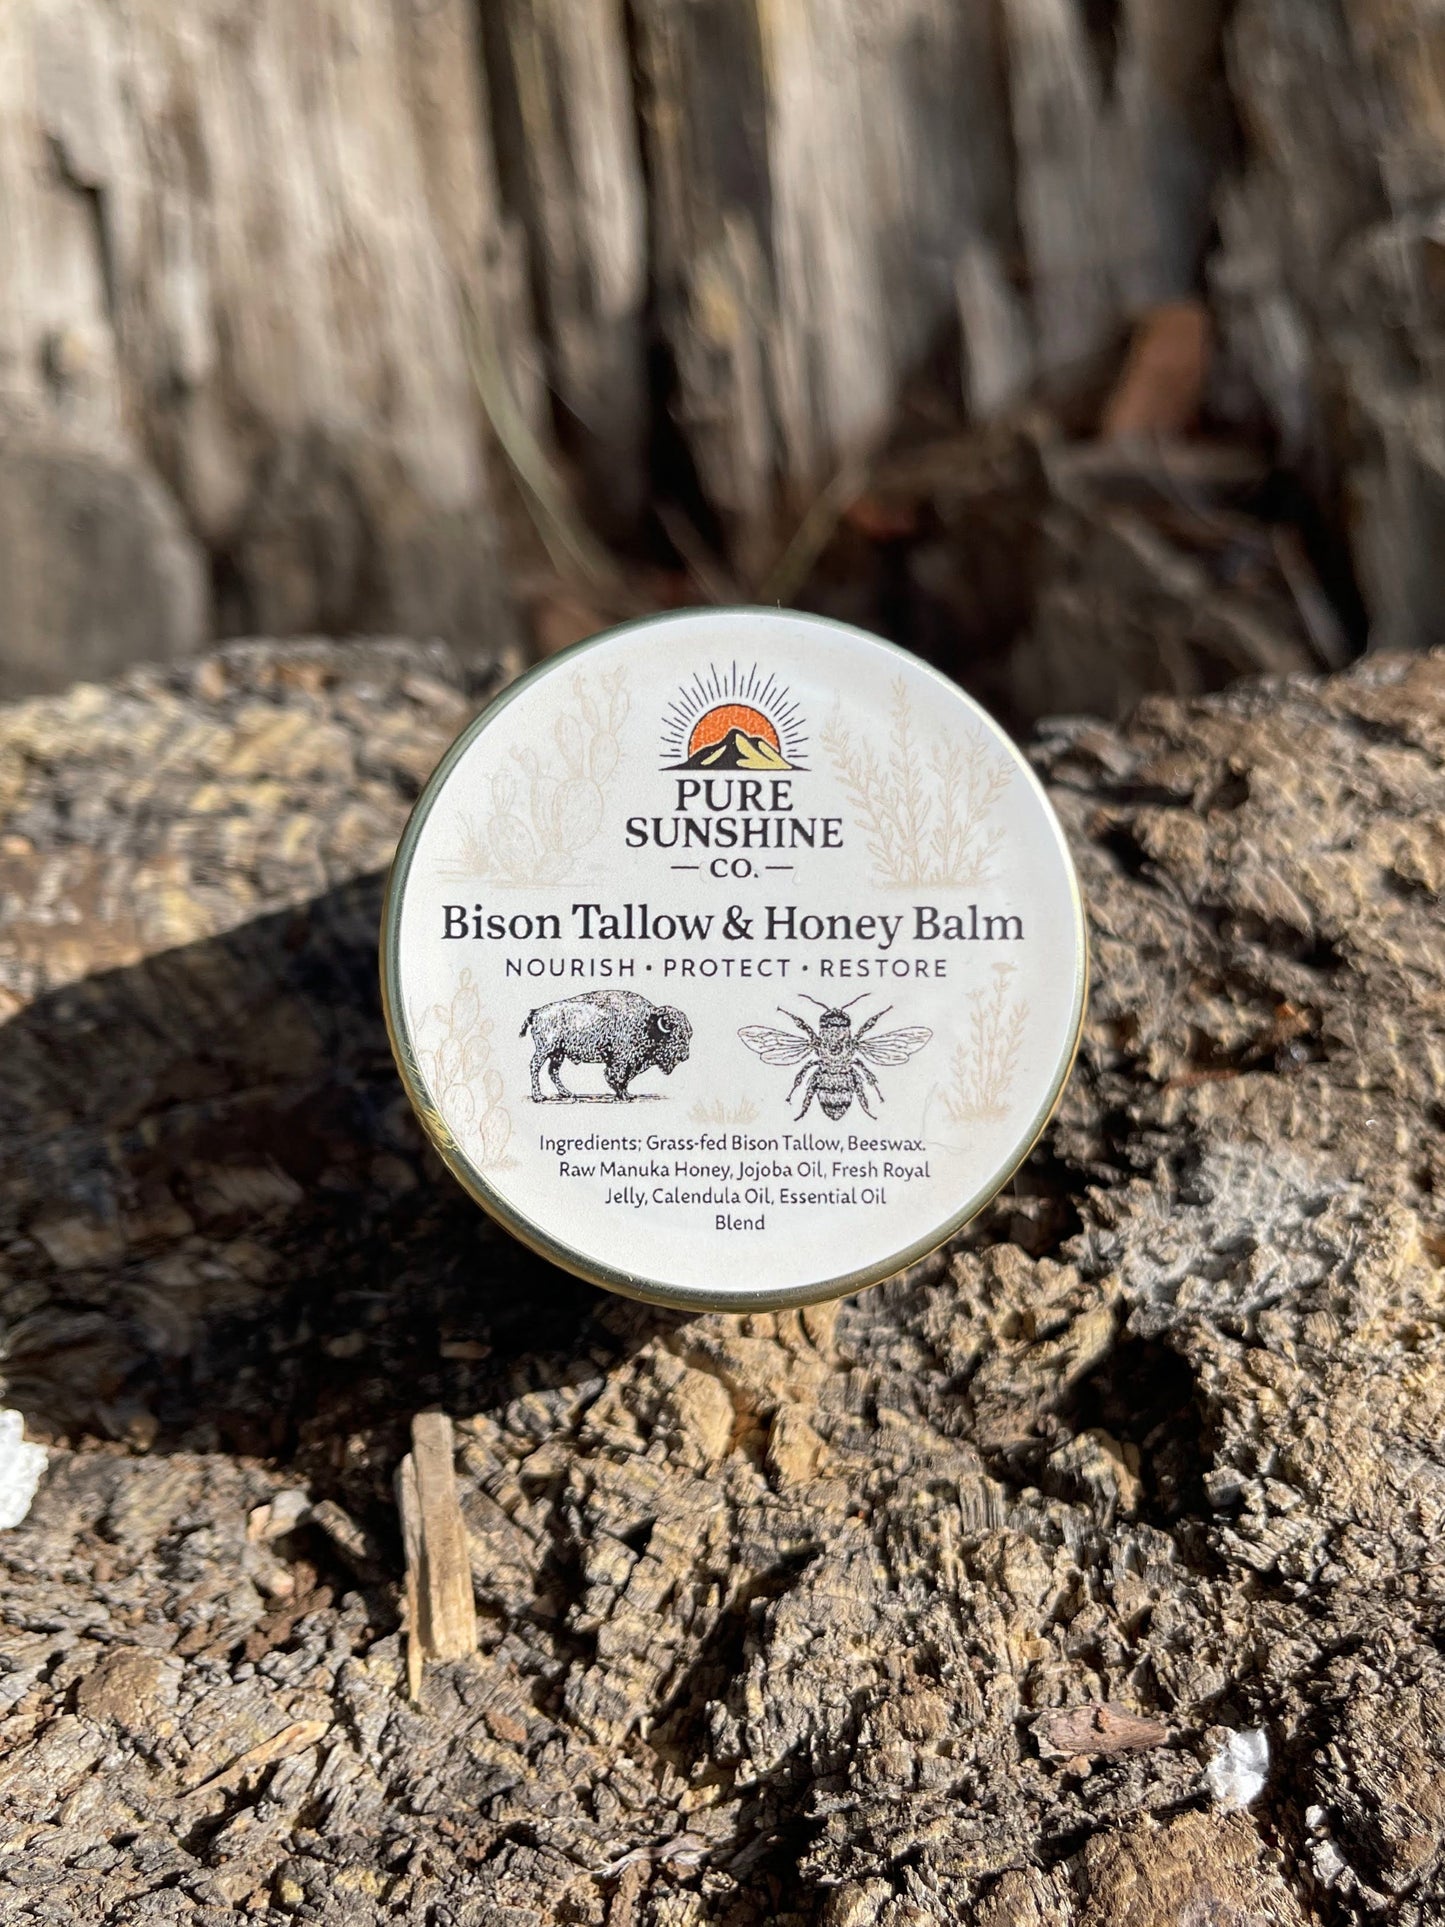 PURE
SUNSHINE
— CO. —
Bison Tallow & Honey Balm
NOURISH • PROTECT • RESTORE
Ingredients; Grass-fed Bison Tallow, Beeswax.
Raw Manuka Honey, Jojoba Oil, Fresh Royal
Jelly, Calendula Oil, Essential Oil
Blend